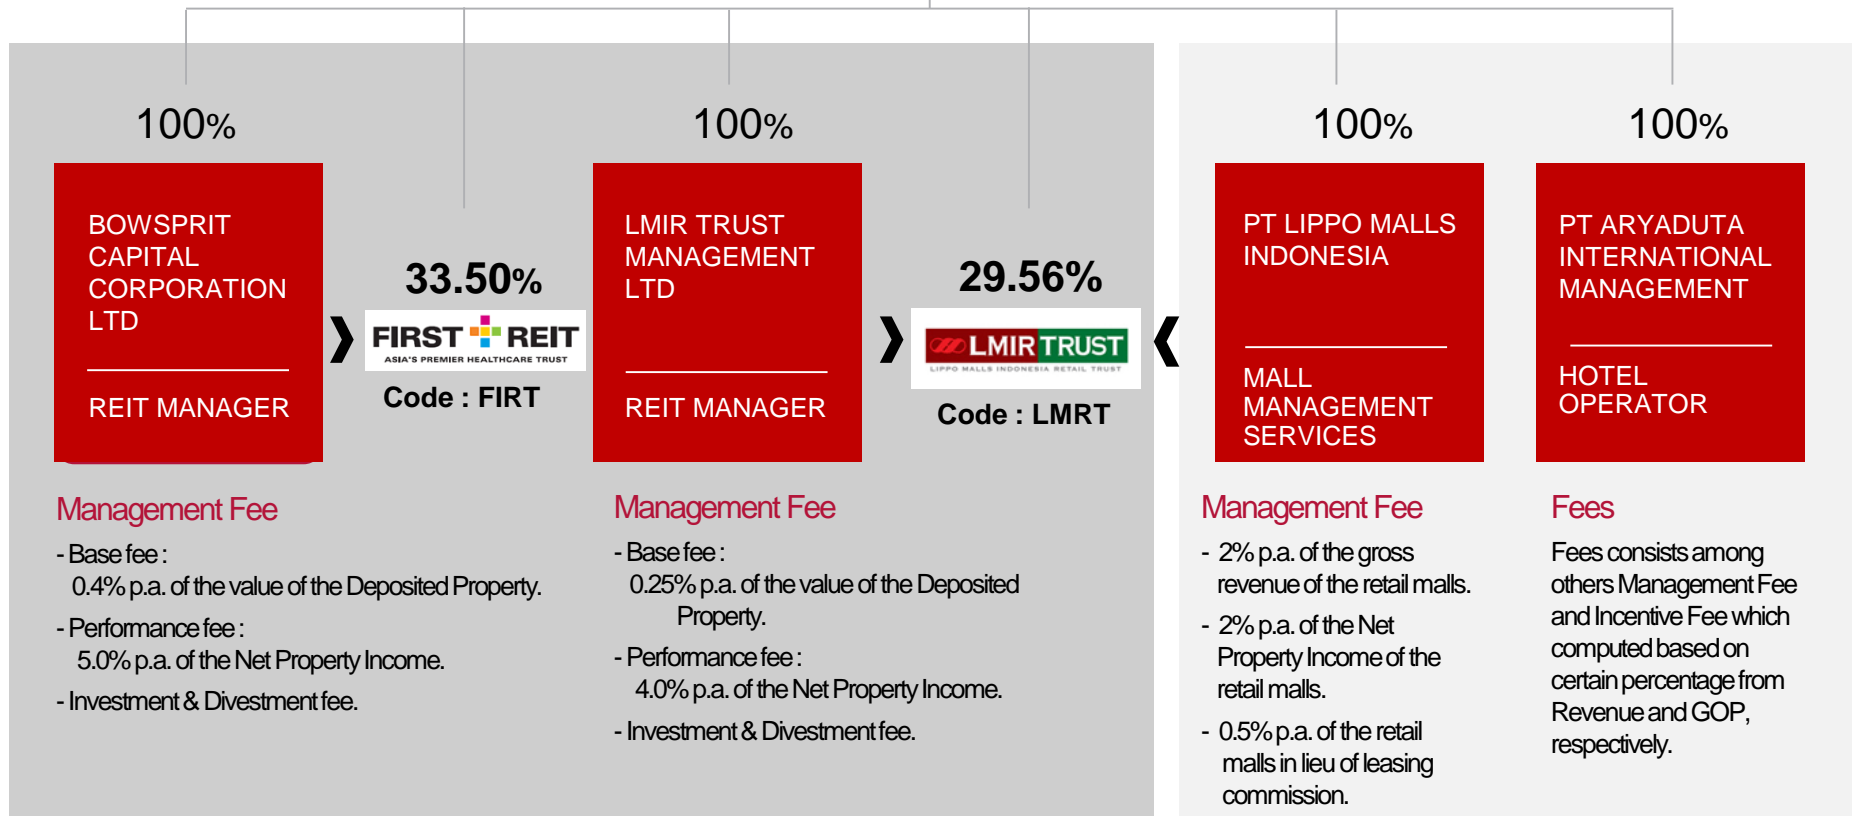 100%
BOWSPRIT
CAPITAL
CORPORATION
LTD
REIT MANAGER
33.50%
FIRST REIT
ASIA'S PREMIER HEALTHCARE TRUST
Code : FIRT
100%
LMIR TRUST
MANAGEMENT
LTD
REIT MANAGER
29.56%
LMIR TRUST
LIPPO MALLS INDONESIA RETAIL TRUST
Code : LMRT
100%
PT LIPPO MALLS
INDONESIA
MALL
MANAGEMENT
SERVICES
100%
PT ARYADUTA
INTERNATIONAL
MANAGEMENT
HOTEL
OPERATOR
Management Fee
- Base fee :
0.4% p.a. of the value of the Deposited Property.
- Performance fee :
5.0% p.a. of the Net Property Income.
- Investment & Divestment fee.
Management Fee
- Base fee :
0.25% p.a. of the value of the Deposited
Property.
- Performance fee :
4.0% p.a. of the Net Property Income.
- Investment & Divestment fee.
Management Fee
- 2% p.a. of the gross
revenue of the retail malls.
- 2% p.a. of the Net
Property Income of the
retail malls.
- 0.5% p.a. of the retail
malls in lieu of leasing
commission.
Fees
Fees consists among
others Management Fee
and Incentive Fee which
computed based on
certain percentage from
Revenue and GOP,
respectively.